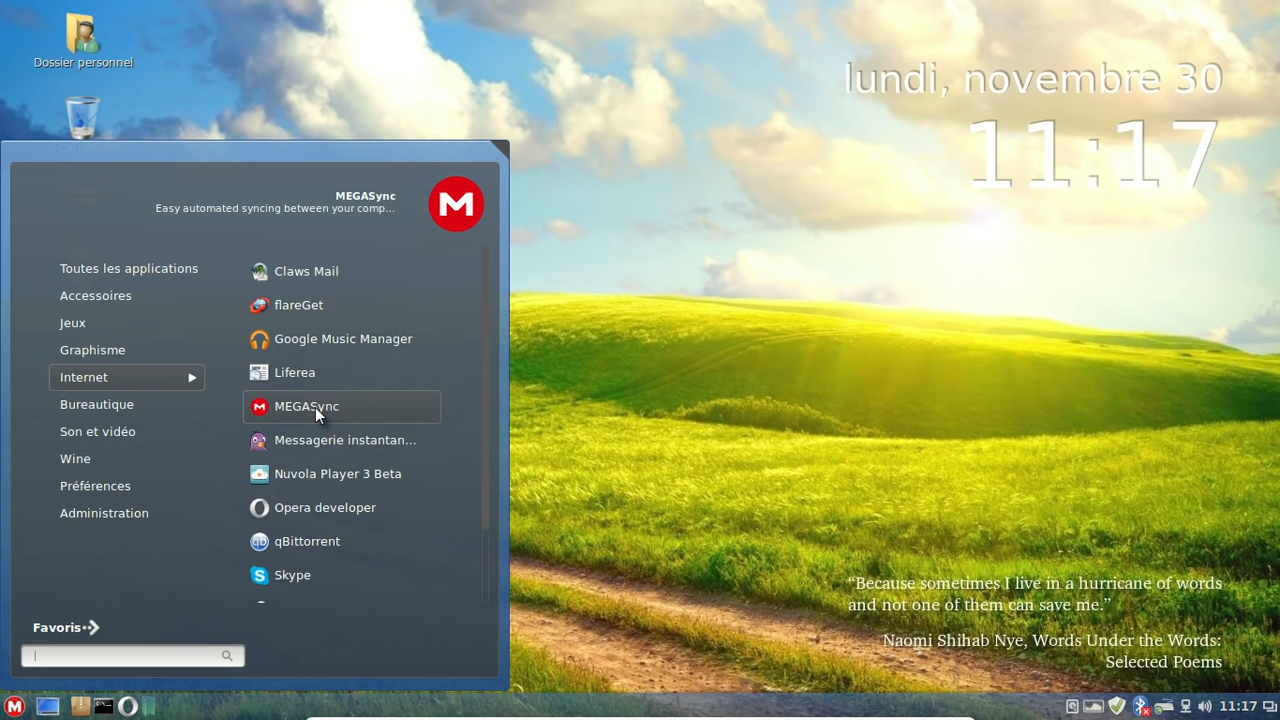 Dossier personnel
lundi, novembre 30
11:17
MEGASync
Easy automated syncing between your comp...
Toutes les applications
Accessoires
Jeux
Graphisme
Internet
Bureautique
Son et vidéo
Wine
Préférences
Administration
Claws Mail
flareGet
Google Music Manager
Liferea
MEGASync
Messagerie instantan...
Nuvola Player 3 Beta
Opera developer
qBittorrent
Skype
Favoris
“Because sometimes I live in a hurricane of words
and not one of them can save me.”
Naomi Shihab Nye, Words Under the Words:
Selected Poems
11:17